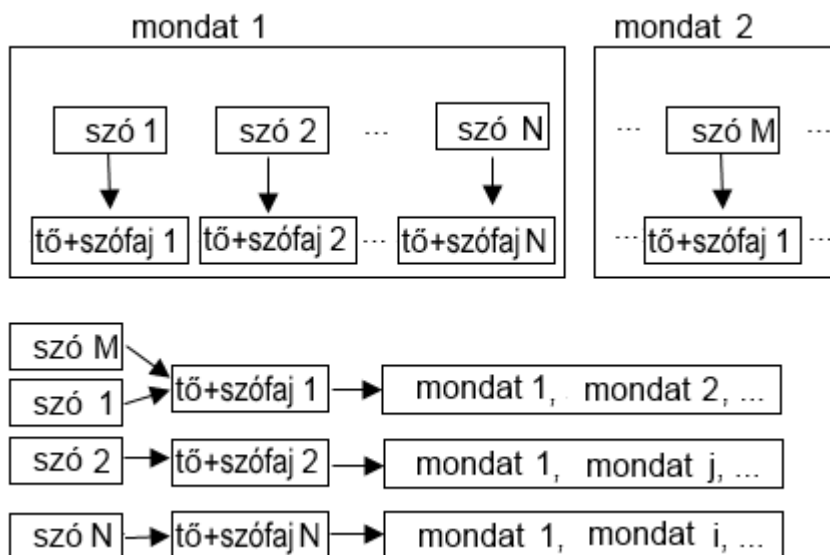 mondat 1 mondat 2
szó 1 szó 2 ... szó N ... szó M ...
tő+szófaj 1 tő+szófaj 2 ... tő+szófaj N ... tő+szófaj 1 ...
szó M
tő+szófaj 1 mondat 1, mondat 2, ...
szó 1
szó 2 tő+szófaj 2 mondat 1, mondat j, ...
szó N tő+szófaj N mondat 1, mondat i, ...